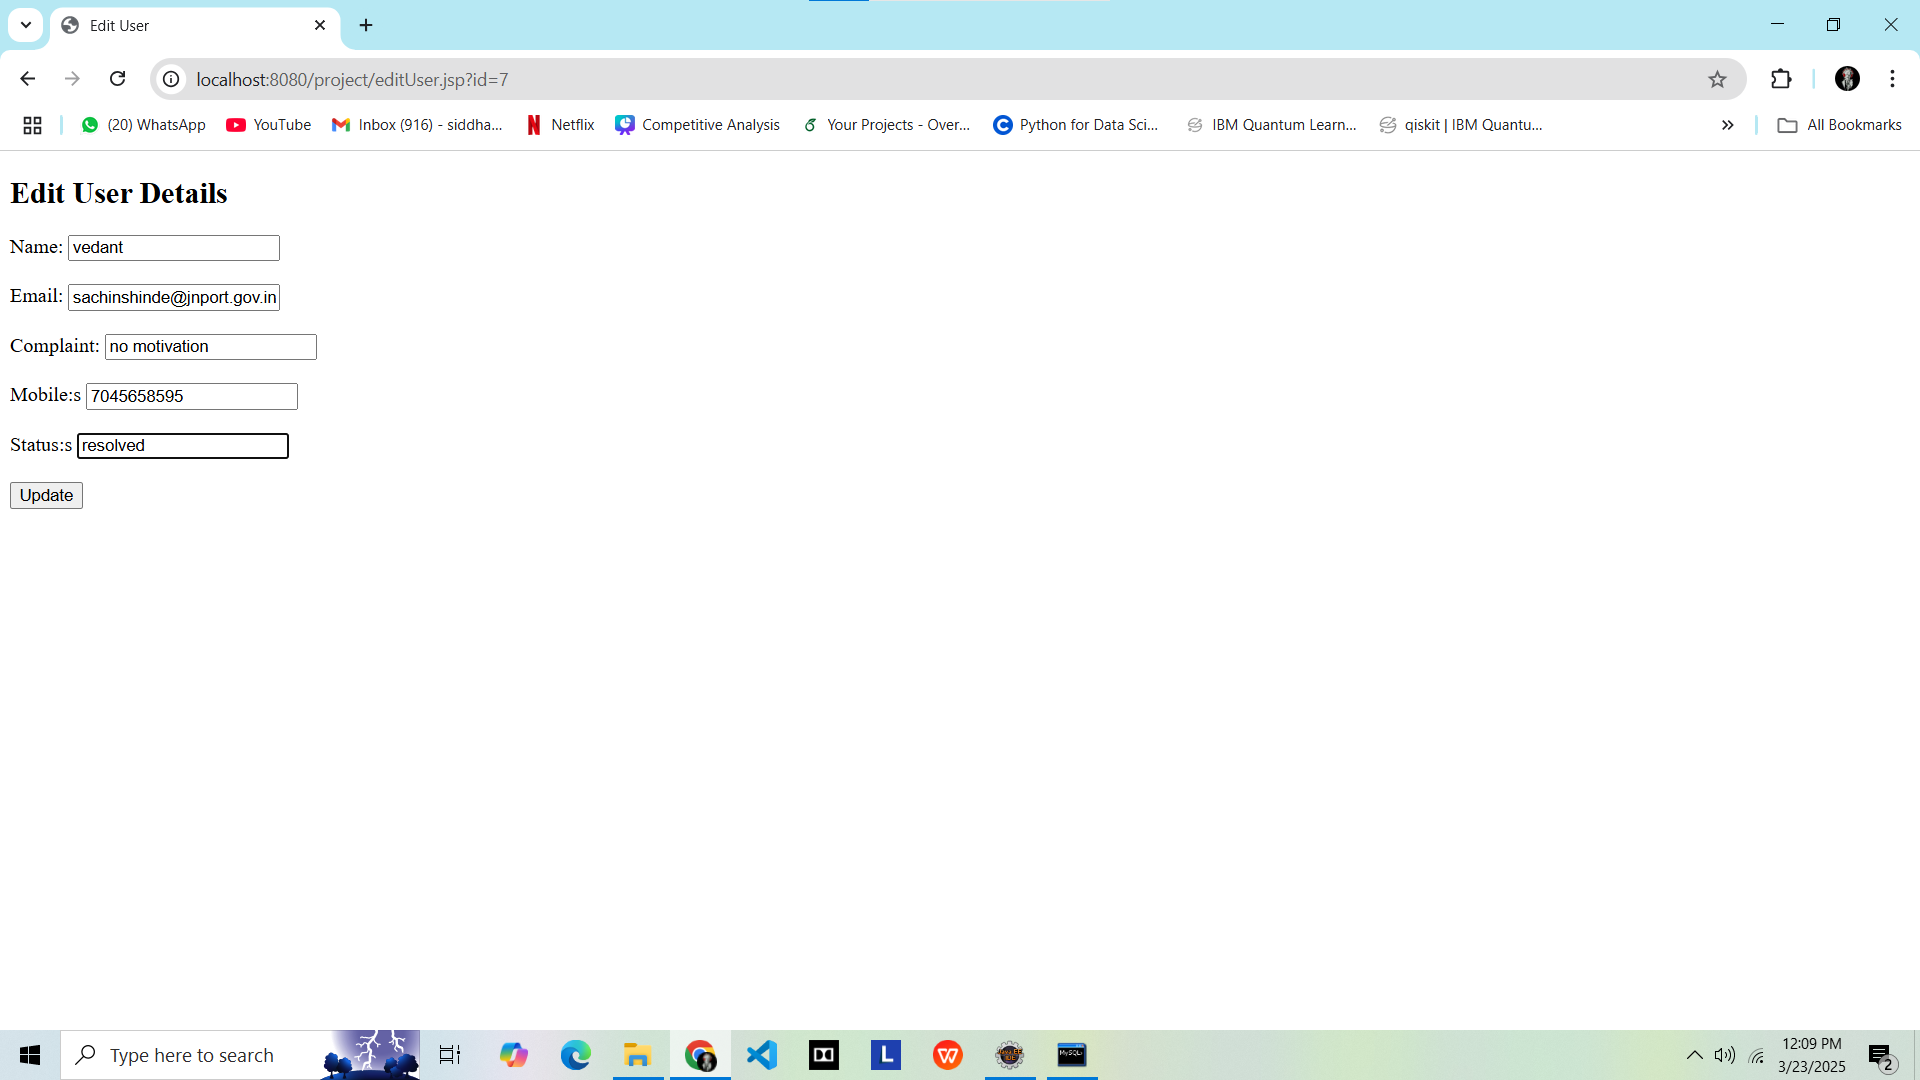 Edit User
localhost:8080/project/editUser.jsp?id=7
(20) WhatsApp YouTube Inbox (916) - siddha... Netflix Competitive Analysis Your Projects - Over... Python for Data Sci... IBM Quantum Learn... qiskit | IBM Quantu... » All Bookmarks
Edit User Details
Name: vedant
Email: sachinshinde@jnport.gov.in
Complaint: no motivation
Mobile:s 7045658595
Status:s resolved
Update
Type here to search
12:09 PM
3/23/2025
2